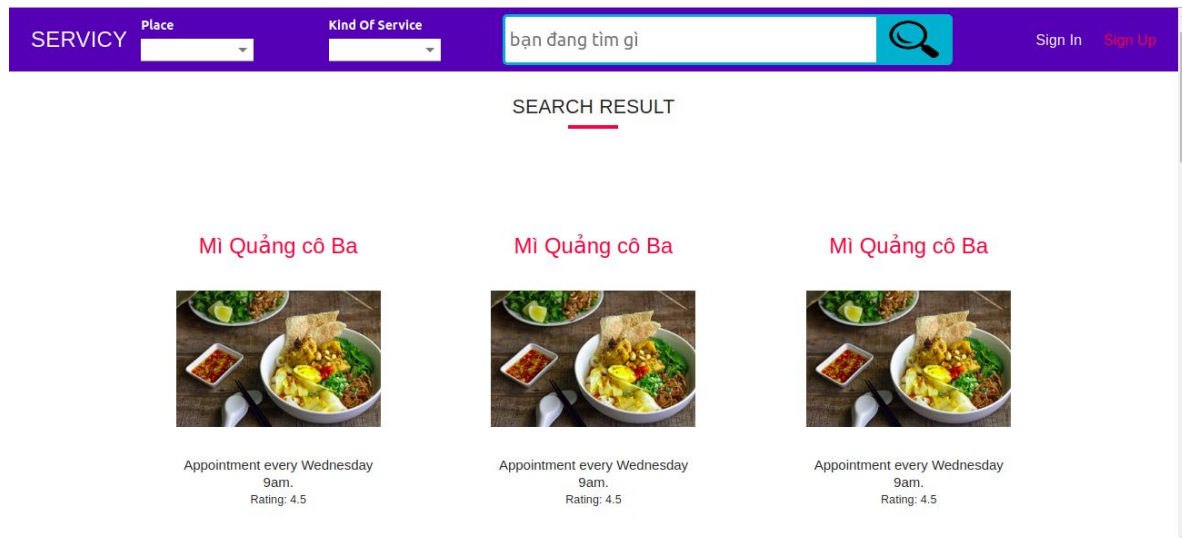 SERVICY
Place
Kind Of Service
bạn đang tìm gì
Sign In
Sign Up
SEARCH RESULT
Mì Quảng cô Ba
Mì Quảng cô Ba
Mì Quảng cô Ba
Appointment every Wednesday
9am.
Rating: 4.5
Appointment every Wednesday
9am.
Rating: 4.5
Appointment every Wednesday
9am.
Rating: 4.5